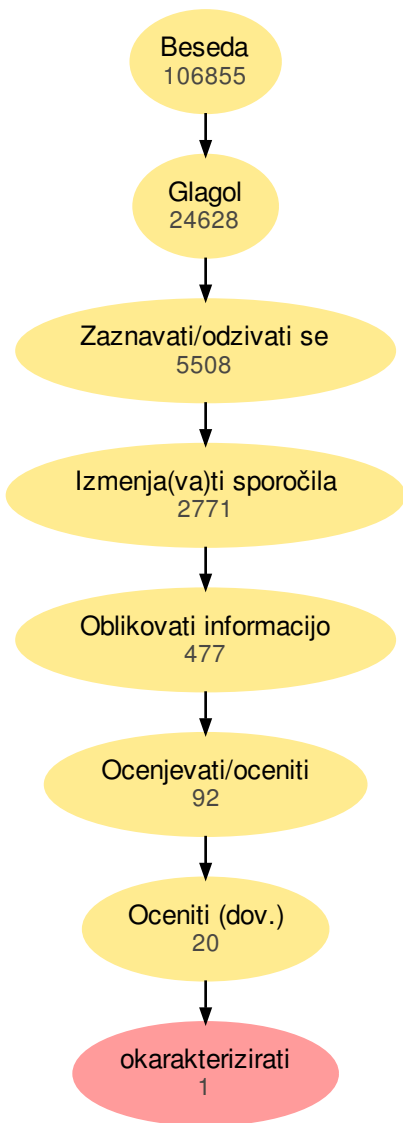 Beseda
106855
Glagol
24628
Zaznavati/odzivati se
5508
Izmenja(va)ti sporočila
2771
Oblikovati informacijo
477
Ocenjevati/oceniti
92
Oceniti (dov.)
20
okarakterizirati
1